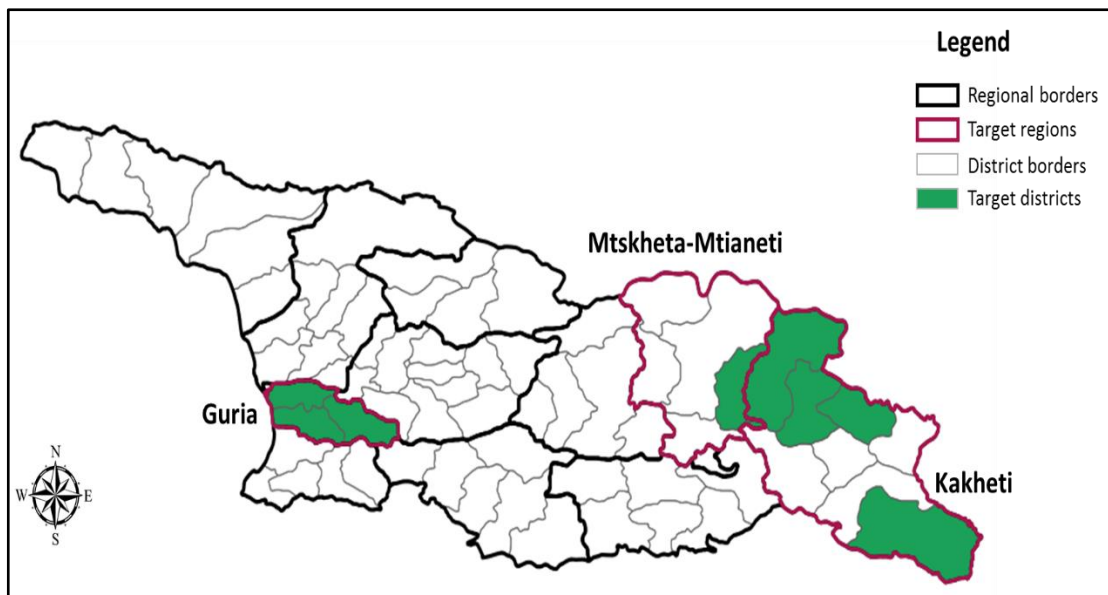 Legend
Regional borders
Target regions
District borders
Target districts
Mtskheta-Mtianeti
Guria
Kakheti
N
W E
S